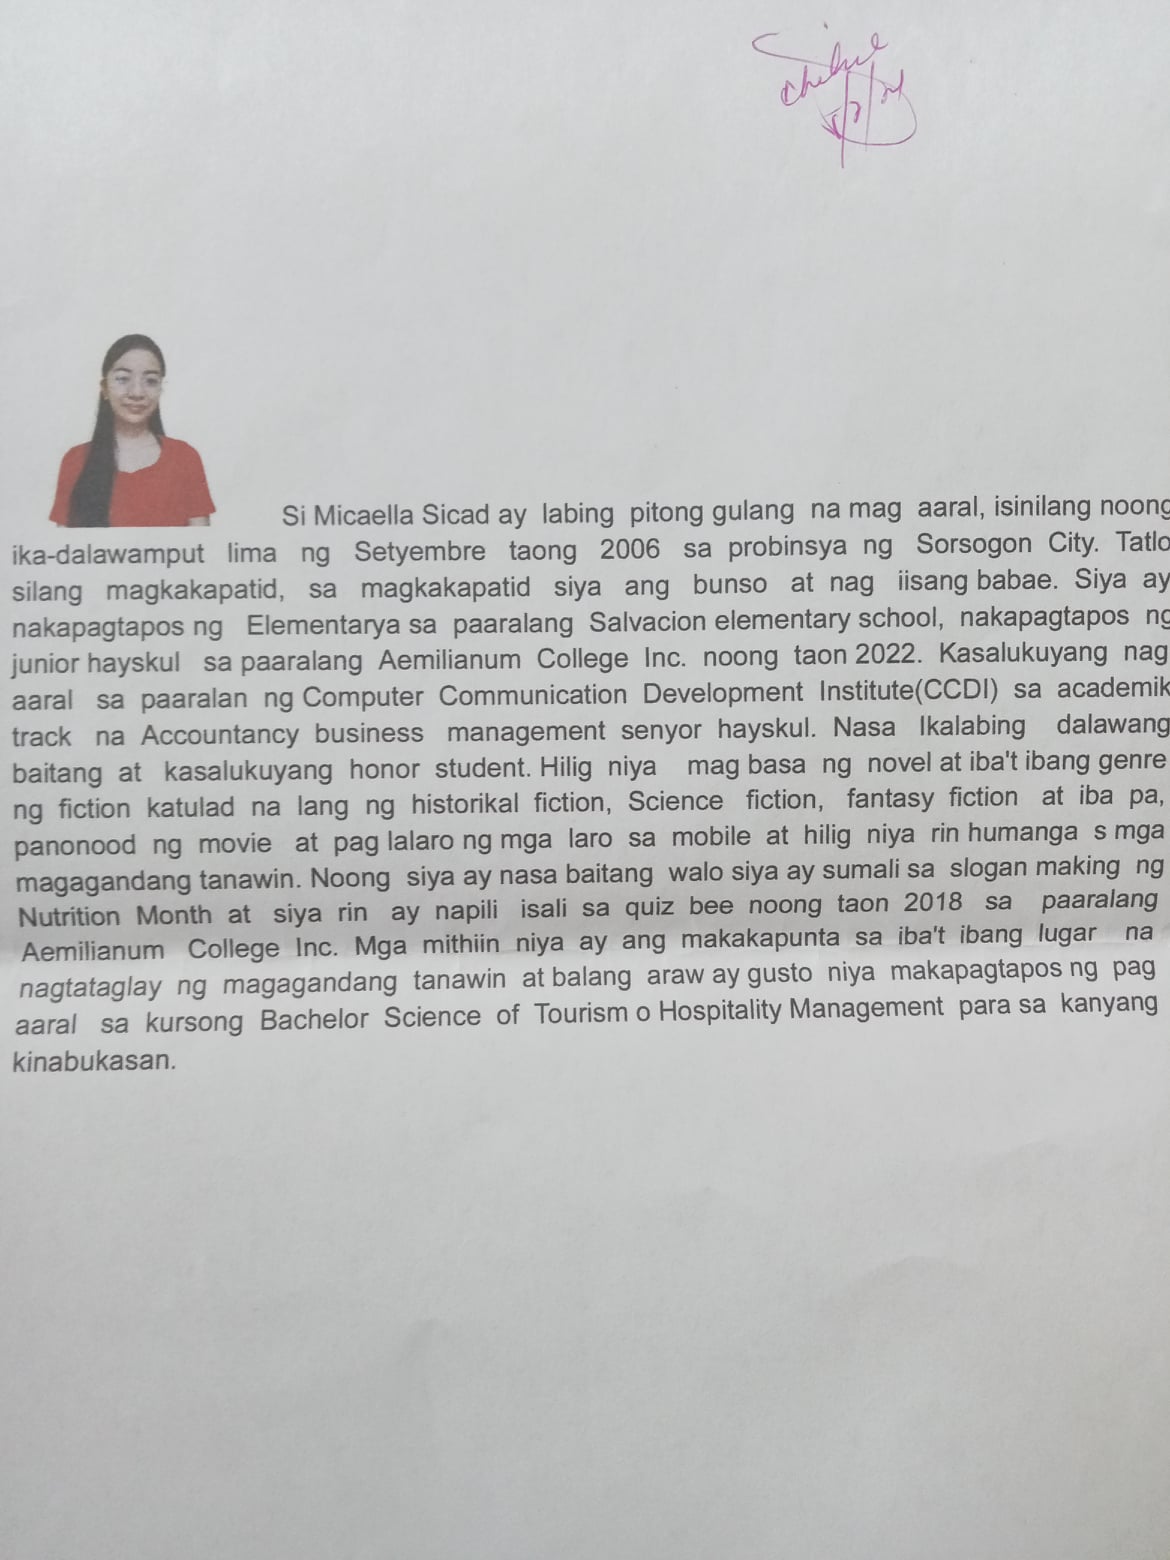 Si Micaella Sicad ay labing pitong gulang na mag aaral, isinilang noong
ika-dalawamput lima ng Setyembre taong 2006 sa probinsya ng Sorsogon City. Tatlo
silang magkakapatid, sa magkakapatid siya ang bunso at nag iisang babae. Siya ay
nakapagtapos ng Elementarya sa paaralang Salvacion elementary school, nakapagtapos ng
junior hayskul sa paaralang Aemilianum College Inc. noong taon 2022. Kasalukuyang nag
aaral sa paaralan ng Computer Communication Development Institute(CCDI) sa academik
track na Accountancy business management senyor hayskul. Nasa Ikalabing dalawang
baitang at kasalukuyang honor student. Hilig niya mag basa ng novel at iba't ibang genre
ng fiction katulad na lang ng historikal fiction, Science fiction, fantasy fiction at iba pa,
panonood ng movie at pag lalaro ng mga laro sa mobile at hilig niya rin humanga s mga
magagandang tanawin. Noong siya ay nasa baitang walo siya ay sumali sa slogan making ng
Nutrition Month at siya rin ay napili isali sa quiz bee noong taon 2018 sa paaralang
Aemilianum College Inc. Mga mithiin niya ay ang makakapunta sa iba't ibang lugar na
nagtataglay ng magagandang tanawin at balang araw ay gusto niya makapagtapos ng pag
aaral sa kursong Bachelor Science of Tourism o Hospitality Management para sa kanyang
kinabukasan.